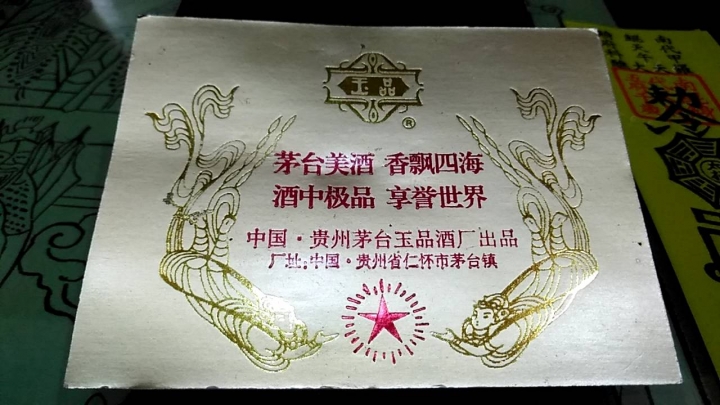 玉品
®
茅台美酒 香飘四海
酒中极品 享誉世界
中国·贵州茅台玉品酒厂出品
厂址:中国·贵州省仁怀市茅台镇